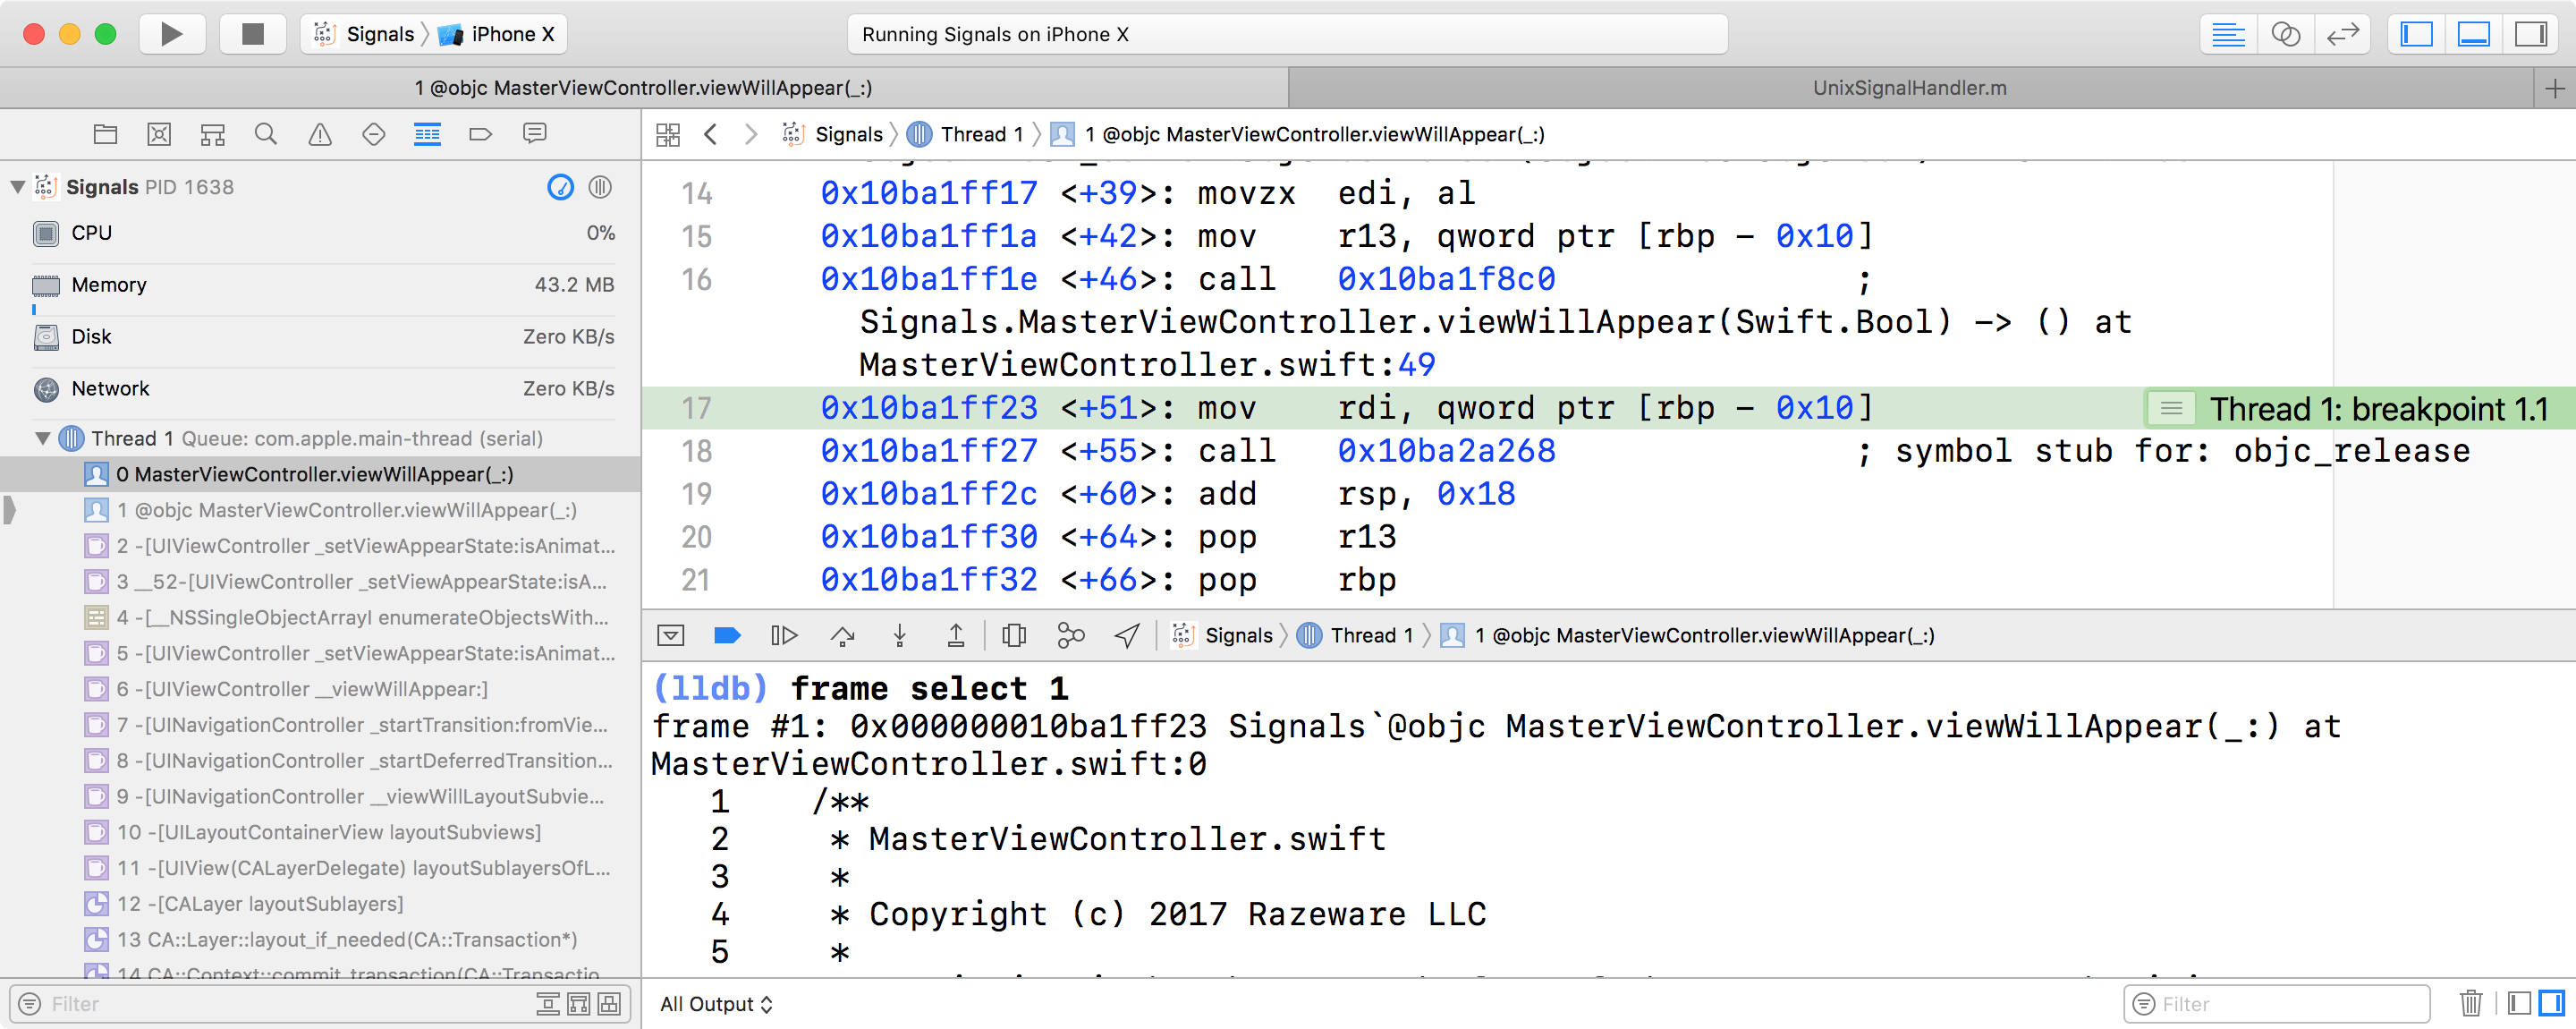 Signals 〉 iPhone X
Running Signals on iPhone X
1 @objc MasterViewController.viewWillAppear(_:)
UnixSignalHandler.m
Signals PID 1638
CPU 0%
Memory 43.2 MB
Disk Zero KB/s
Network Zero KB/s
Thread 1 Queue: com.apple.main-thread (serial)
0 MasterViewController.viewWillAppear(_:)
1 @objc MasterViewController.viewWillAppear(_:)
2 -[UIViewController _setViewAppearState:isAnimat...
3 __52-[UIViewController _setViewAppearState:isA...
4 -[__NSSingleObjectArrayI enumerateObjectsWith...
5 -[UIViewController _setViewAppearState:isAnimat...
6 -[UIViewController __viewWillAppear:]
7 -[UINavigationController _startTransition:fromVie...
8 -[UINavigationController _startDeferredTransition...
9 -[UINavigationController __viewWillLayoutSubvie...
10 -[UILayoutContainerView layoutSubviews]
11 -[UIView(CALayerDelegate) layoutSublayersOfL...
12 -[CALayer layoutSublayers]
13 CA::Layer::layout_if_needed(CA::Transaction*)
14 CA::Context::commit_transaction(CA::Transactio...
Filter
Signals 〉 Thread 1 〉 1 @objc MasterViewController.viewWillAppear(_:)
14 0x10ba1ff17 <+39>: movzx edi, al
15 0x10ba1ff1a <+42>: mov r13, qword ptr [rbp - 0x10]
16 0x10ba1ff1e <+46>: call 0x10ba1f8c0 ;
Signals.MasterViewController.viewWillAppear(Swift.Bool) -> () at
MasterViewController.swift:49
17 0x10ba1ff23 <+51>: mov rdi, qword ptr [rbp - 0x10] Thread 1: breakpoint 1.1
18 0x10ba1ff27 <+55>: call 0x10ba2a268 ; symbol stub for: objc_release
19 0x10ba1ff2c <+60>: add rsp, 0x18
20 0x10ba1ff30 <+64>: pop r13
21 0x10ba1ff32 <+66>: pop rbp
Signals 〉 Thread 1 〉 1 @objc MasterViewController.viewWillAppear(_:)
(lldb) frame select 1
frame #1: 0x000000010ba1ff23 Signals`@objc MasterViewController.viewWillAppear(_:) at
MasterViewController.swift:0
1 /**
2 * MasterViewController.swift
3 *
4 * Copyright (c) 2017 Razeware LLC
5 *
All Output
Filter